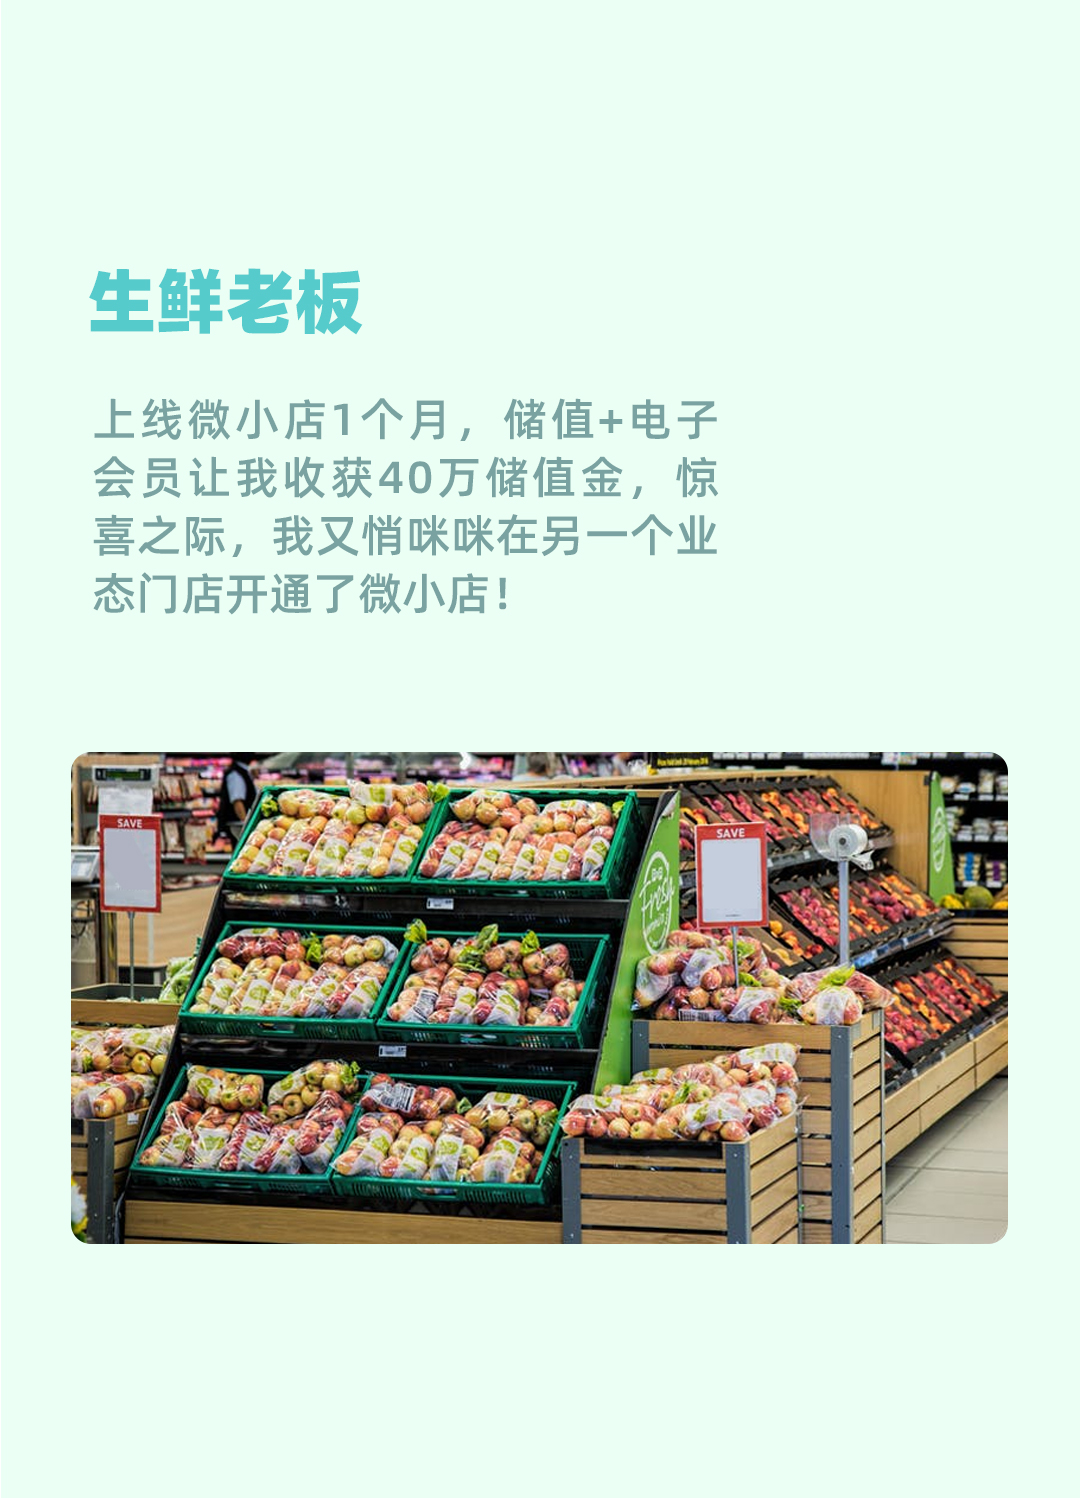 生鲜老板
上线微小店1个月，储值+电子
会员让我收获40万储值金，惊
喜之际，我又悄咪咪在另一个业
态门店开通了微小店！
SAVE
SAVE
Fresh